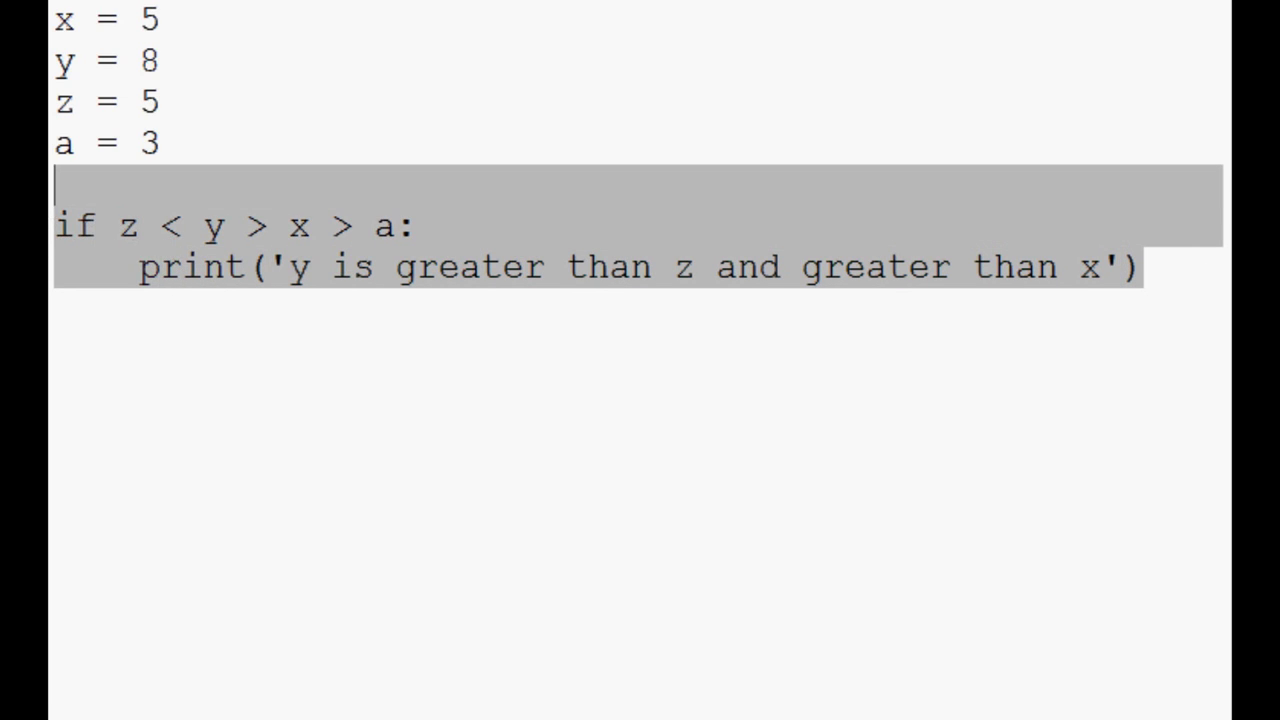 x = 5
y = 8
z = 5
a = 3
if z < y > x > a:
    print('y is greater than z and greater than x')